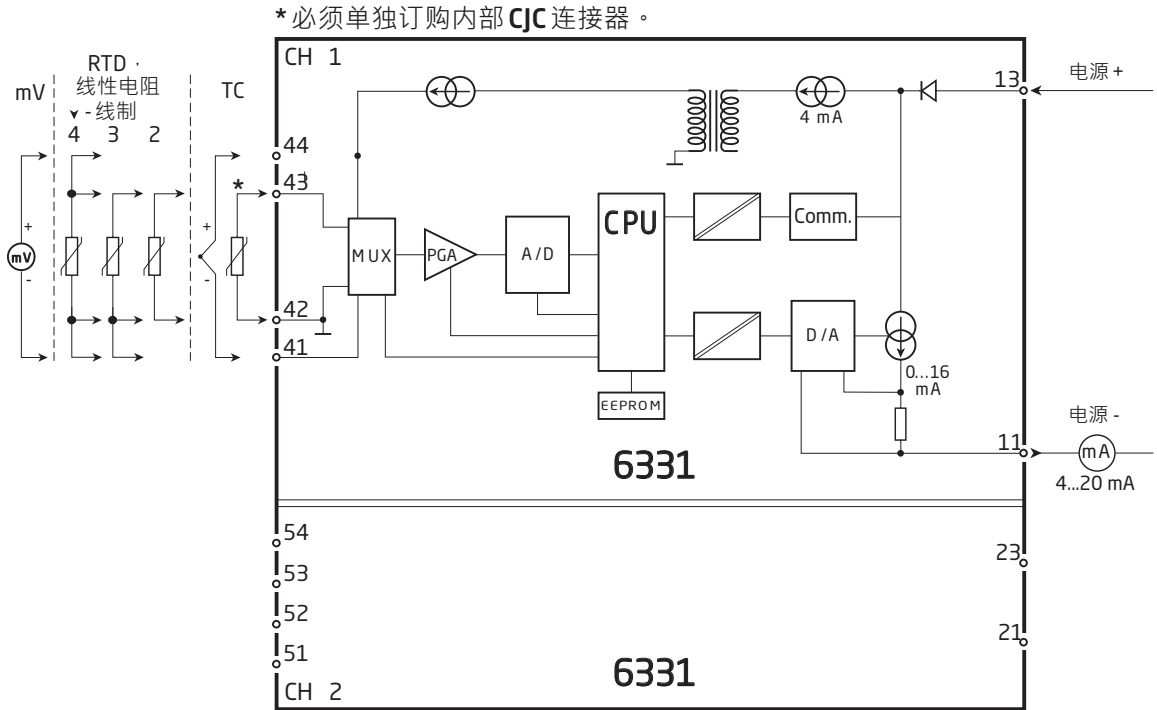 *必须单独订购内部 CJC 连接器。
CH 1
mV
RTD,
线性电阻
-线制
4 3 2
TC
44
43
*
42
41
+
mV
-
+
-
MUX
PGA
A/D
CPU
EEPROM
Comm.
D/A
4 mA
0...16
mA
13
电源 +
电源 -
11
mA
4...20 mA
6331
54
53
52
51
23
21
6331
CH 2